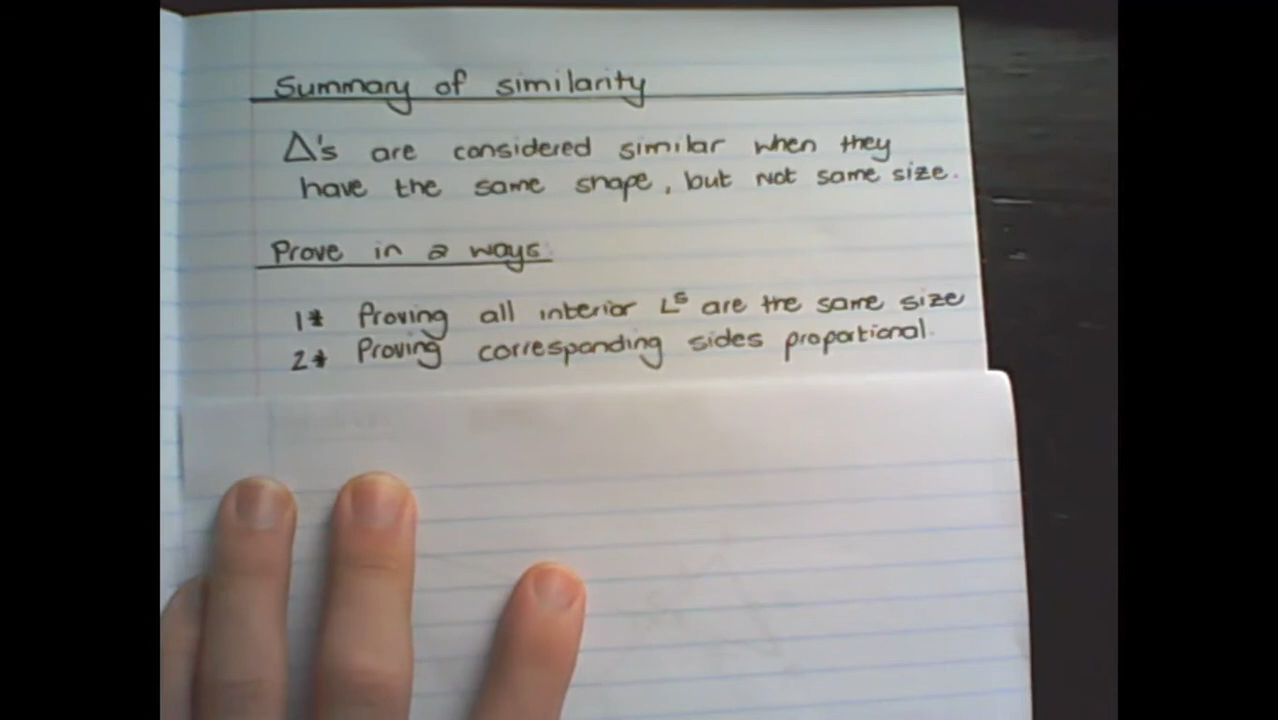 Summary of similarity
Δ's are considered similar when they
have the same shape, but not same size.
Prove in 2 ways:
1* Proving all interior ∠s are the same size
2* Proving corresponding sides proportional.